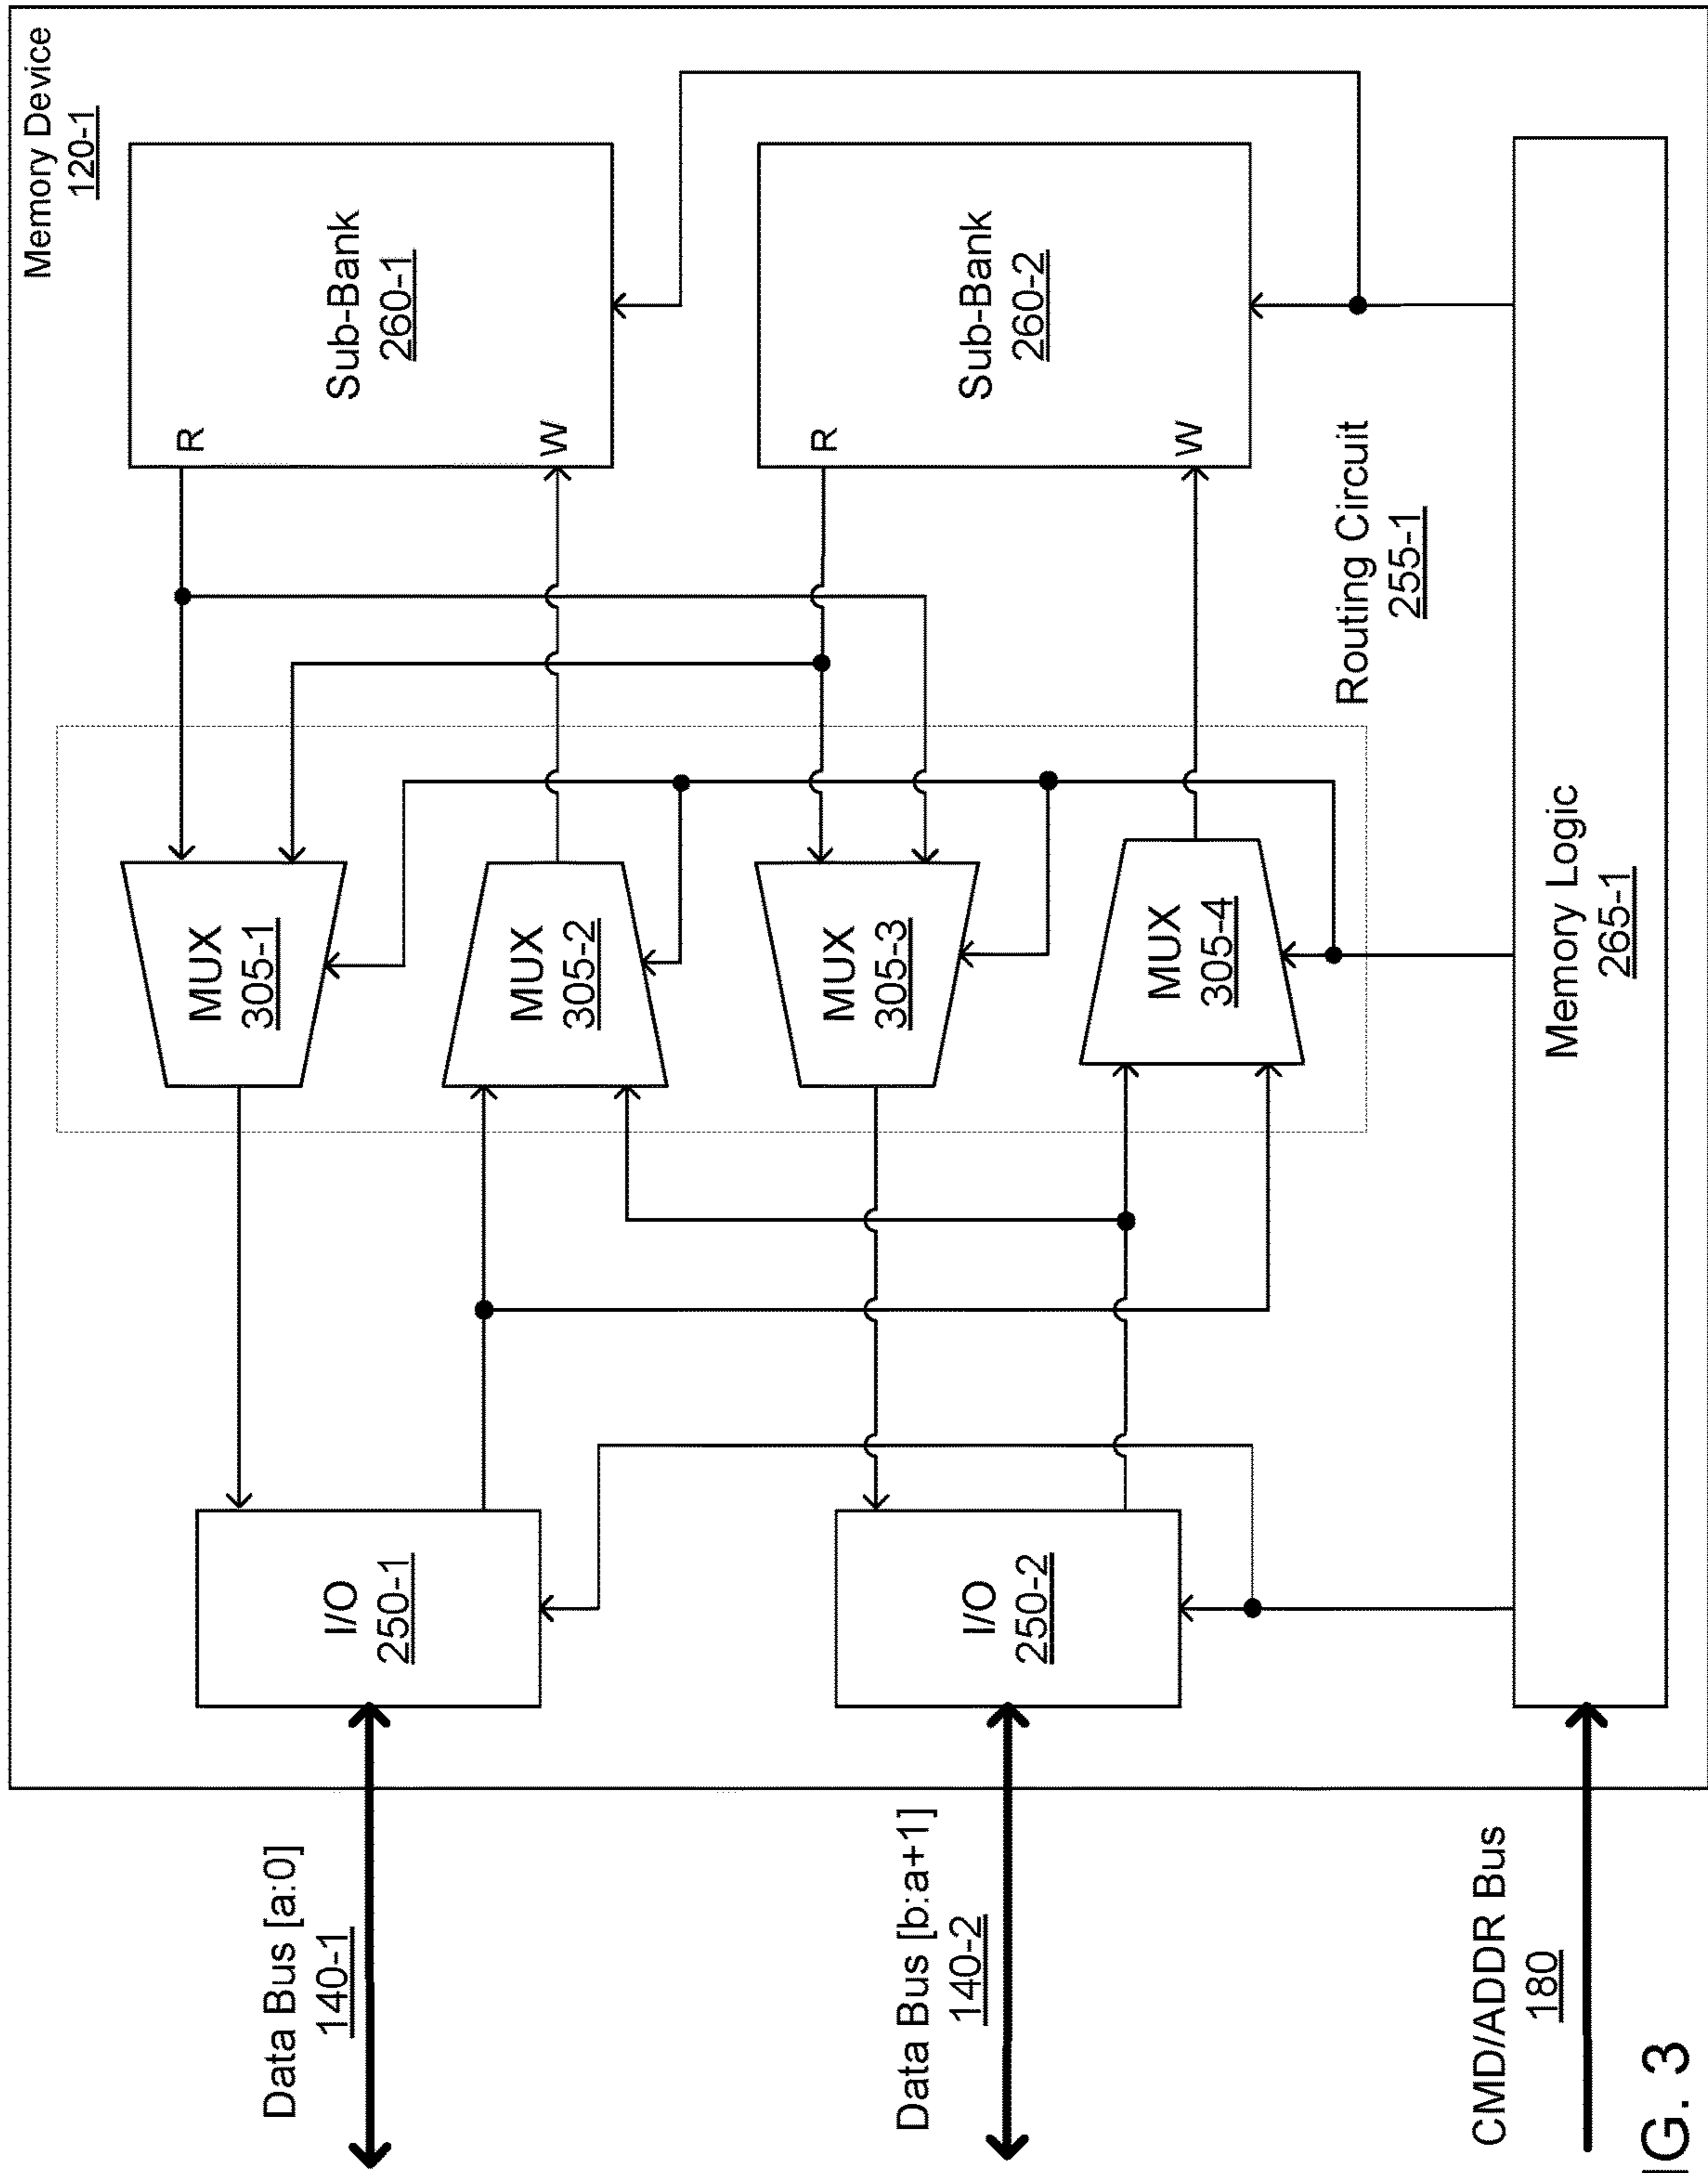 Memory Device
120-1
Data Bus [a:0]
140-1
I/O
250-1
MUX
305-1
MUX
305-2
R
W
Sub-Bank
260-1
Data Bus [b:a+1]
140-2
I/O
250-2
MUX
305-3
MUX
305-4
R
W
Sub-Bank
260-2
Routing Circuit
255-1
CMD/ADDR Bus
180
Memory Logic
265-1
IG. 3